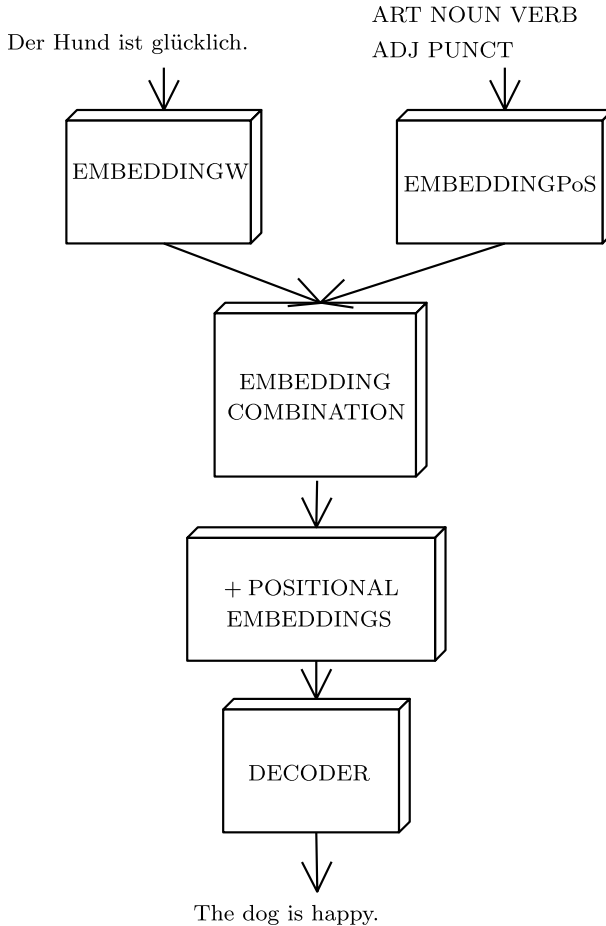 Der Hund ist glücklich.
ART NOUN VERB
ADJ PUNCT
EMBEDDINGW
EMBEDDINGPoS
EMBEDDING
COMBINATION
+ POSITIONAL
EMBEDDINGS
DECODER
The dog is happy.